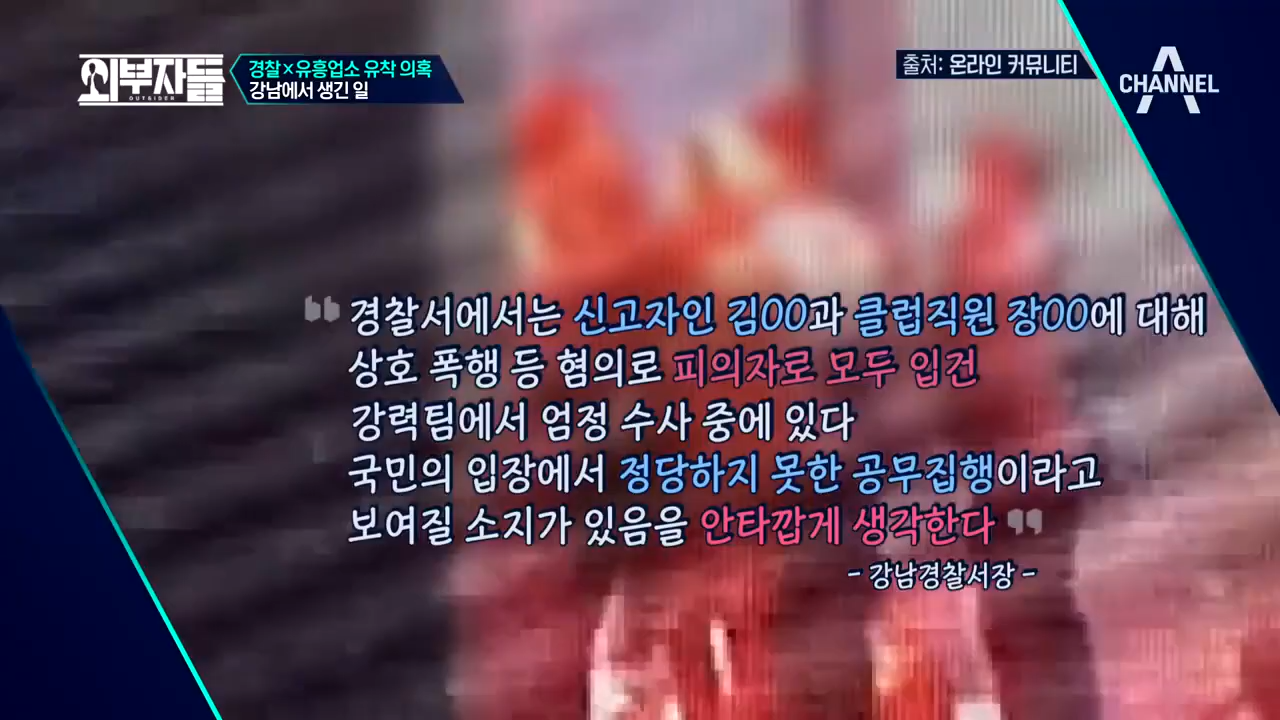 외부자들
OUTSIDER
경찰×유흥업소 유착 의혹
강남에서 생긴 일
출처: 온라인 커뮤니티
CHANNEL A
"경찰서에서는 신고자인 김OO과 클럽직원 장OO에 대해
상호 폭행 등 혐의로 피의자로 모두 입건
강력팀에서 엄정 수사 중에 있다
국민의 입장에서 정당하지 못한 공무집행이라고
보여질 소지가 있음을 안타깝게 생각한다"
- 강남경찰서장 -